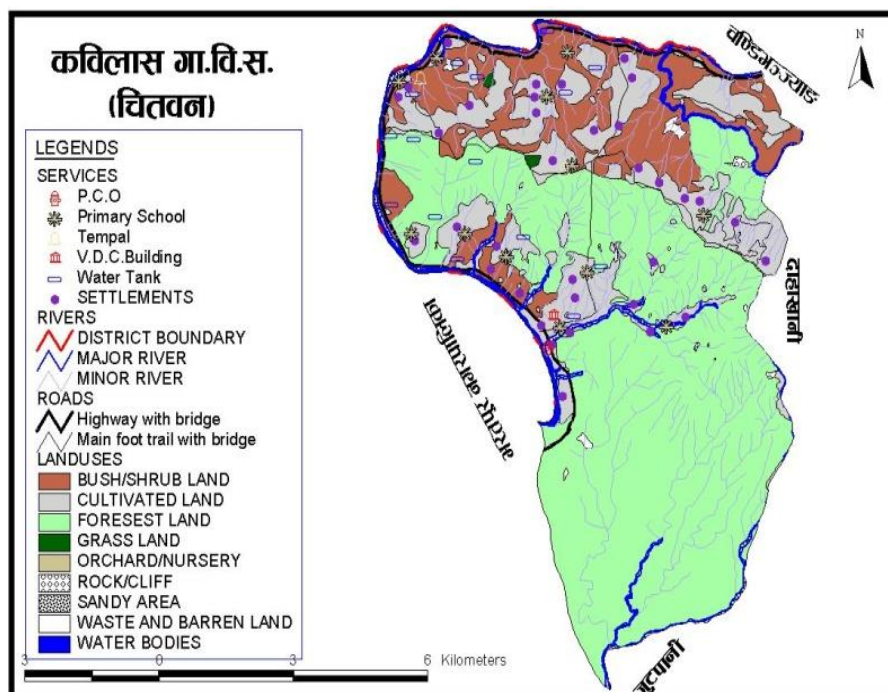 कविलास गा.वि.स.
(चितवन)
LEGENDS
SERVICES
P.C.O
Primary School
Tempal
V.D.C.Building
Water Tank
SETTLEMENTS
RIVERS
DISTRICT BOUNDARY
MAJOR RIVER
MINOR RIVER
ROADS
Highway with bridge
Main foot trail with bridge
LANDUSES
BUSH/SHRUB LAND
CULTIVATED LAND
FORESEST LAND
GRASS LAND
ORCHARD/NURSERY
ROCK/CLIFF
SANDY AREA
WASTE AND BARREN LAND
WATER BODIES
3 0 3 6 Kilometers
N
दाहाखानी
भरतपूर नगरपालिका